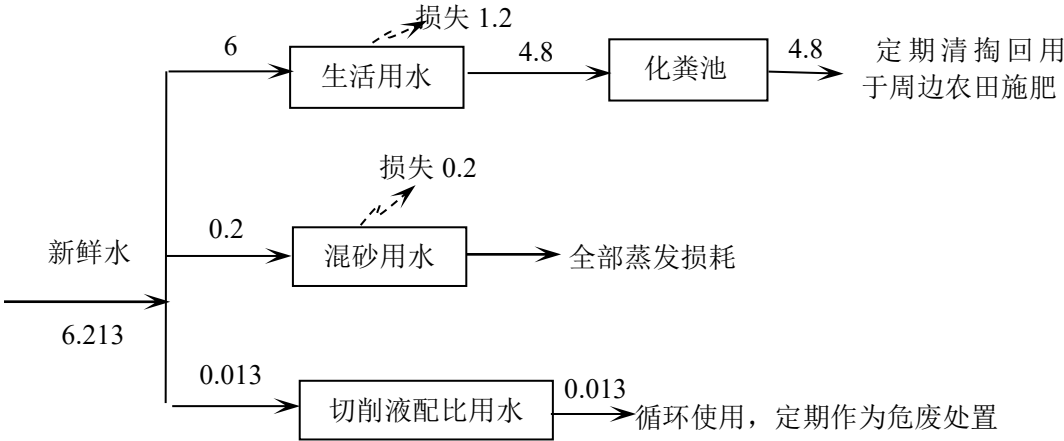 损失 1.2
6
生活用水
4.8
化粪池
4.8
定期清掏回用
于周边农田施肥
损失 0.2
0.2
混砂用水
全部蒸发损耗
新鲜水
6.213
0.013
切削液配比用水
0.013
循环使用，定期作为危废处置